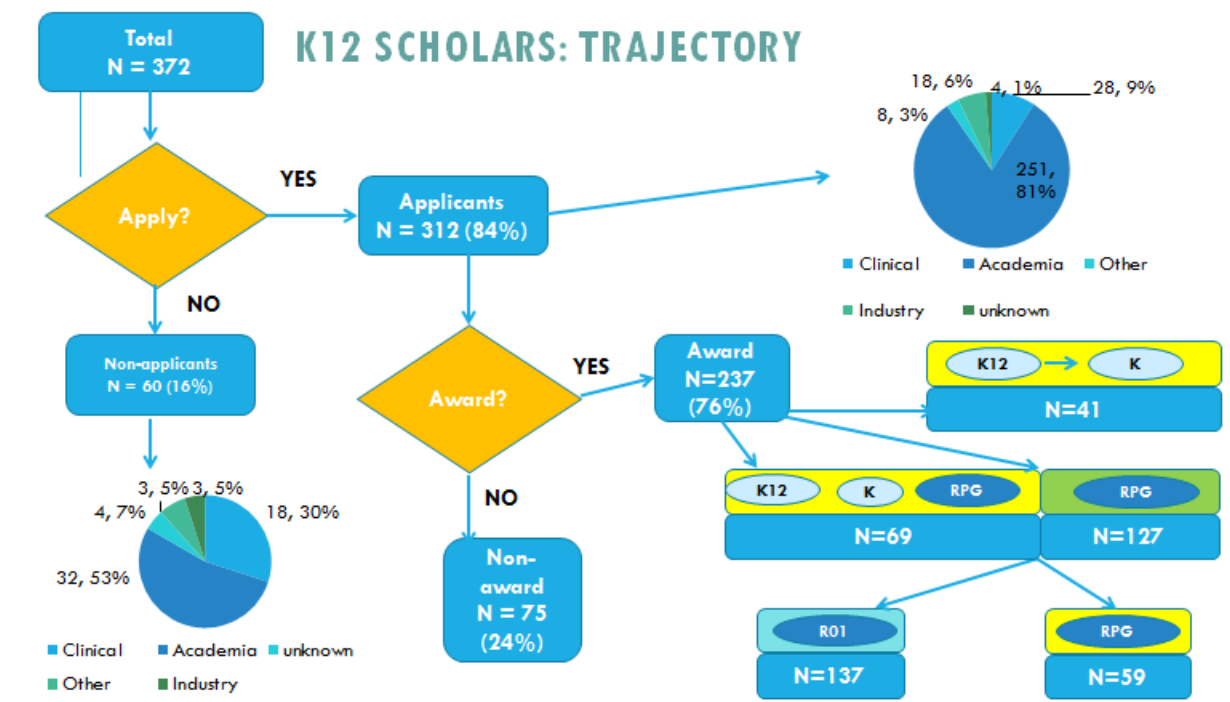 K12 SCHOLARS: TRAJECTORY
Total
N = 372
Apply?
YES
Applicants
N = 312 (84%)
18, 6%
4, 1%
28, 9%
8, 3%
251,
81%
Clinical
Academia
Other
Industry
unknown
NO
Non-applicants
N = 60 (16%)
3, 5%
3, 5%
4, 7%
18, 30%
32, 53%
Clinical
Academia
unknown
Other
Industry
Award?
YES
Award
N=237
(76%)
NO
Non-
award
N = 75
(24%)
K12
K
N=41
K12
K
RPG
N=69
RPG
N=127
R01
N=137
RPG
N=59